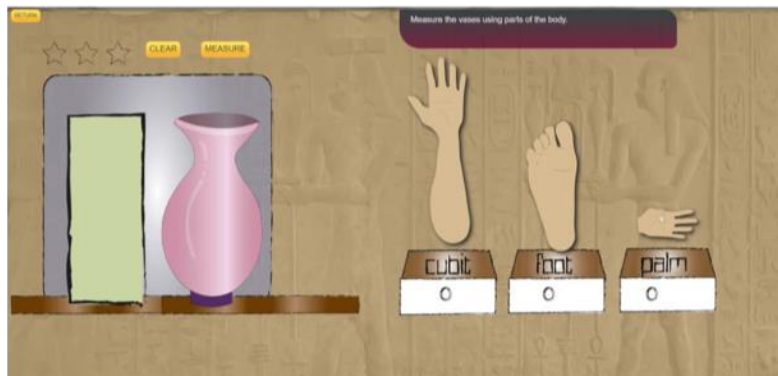 RETURN
Measure the vases using parts of the body.
CLEAR
MEASURE
cubit
foot
palm
0
0
0